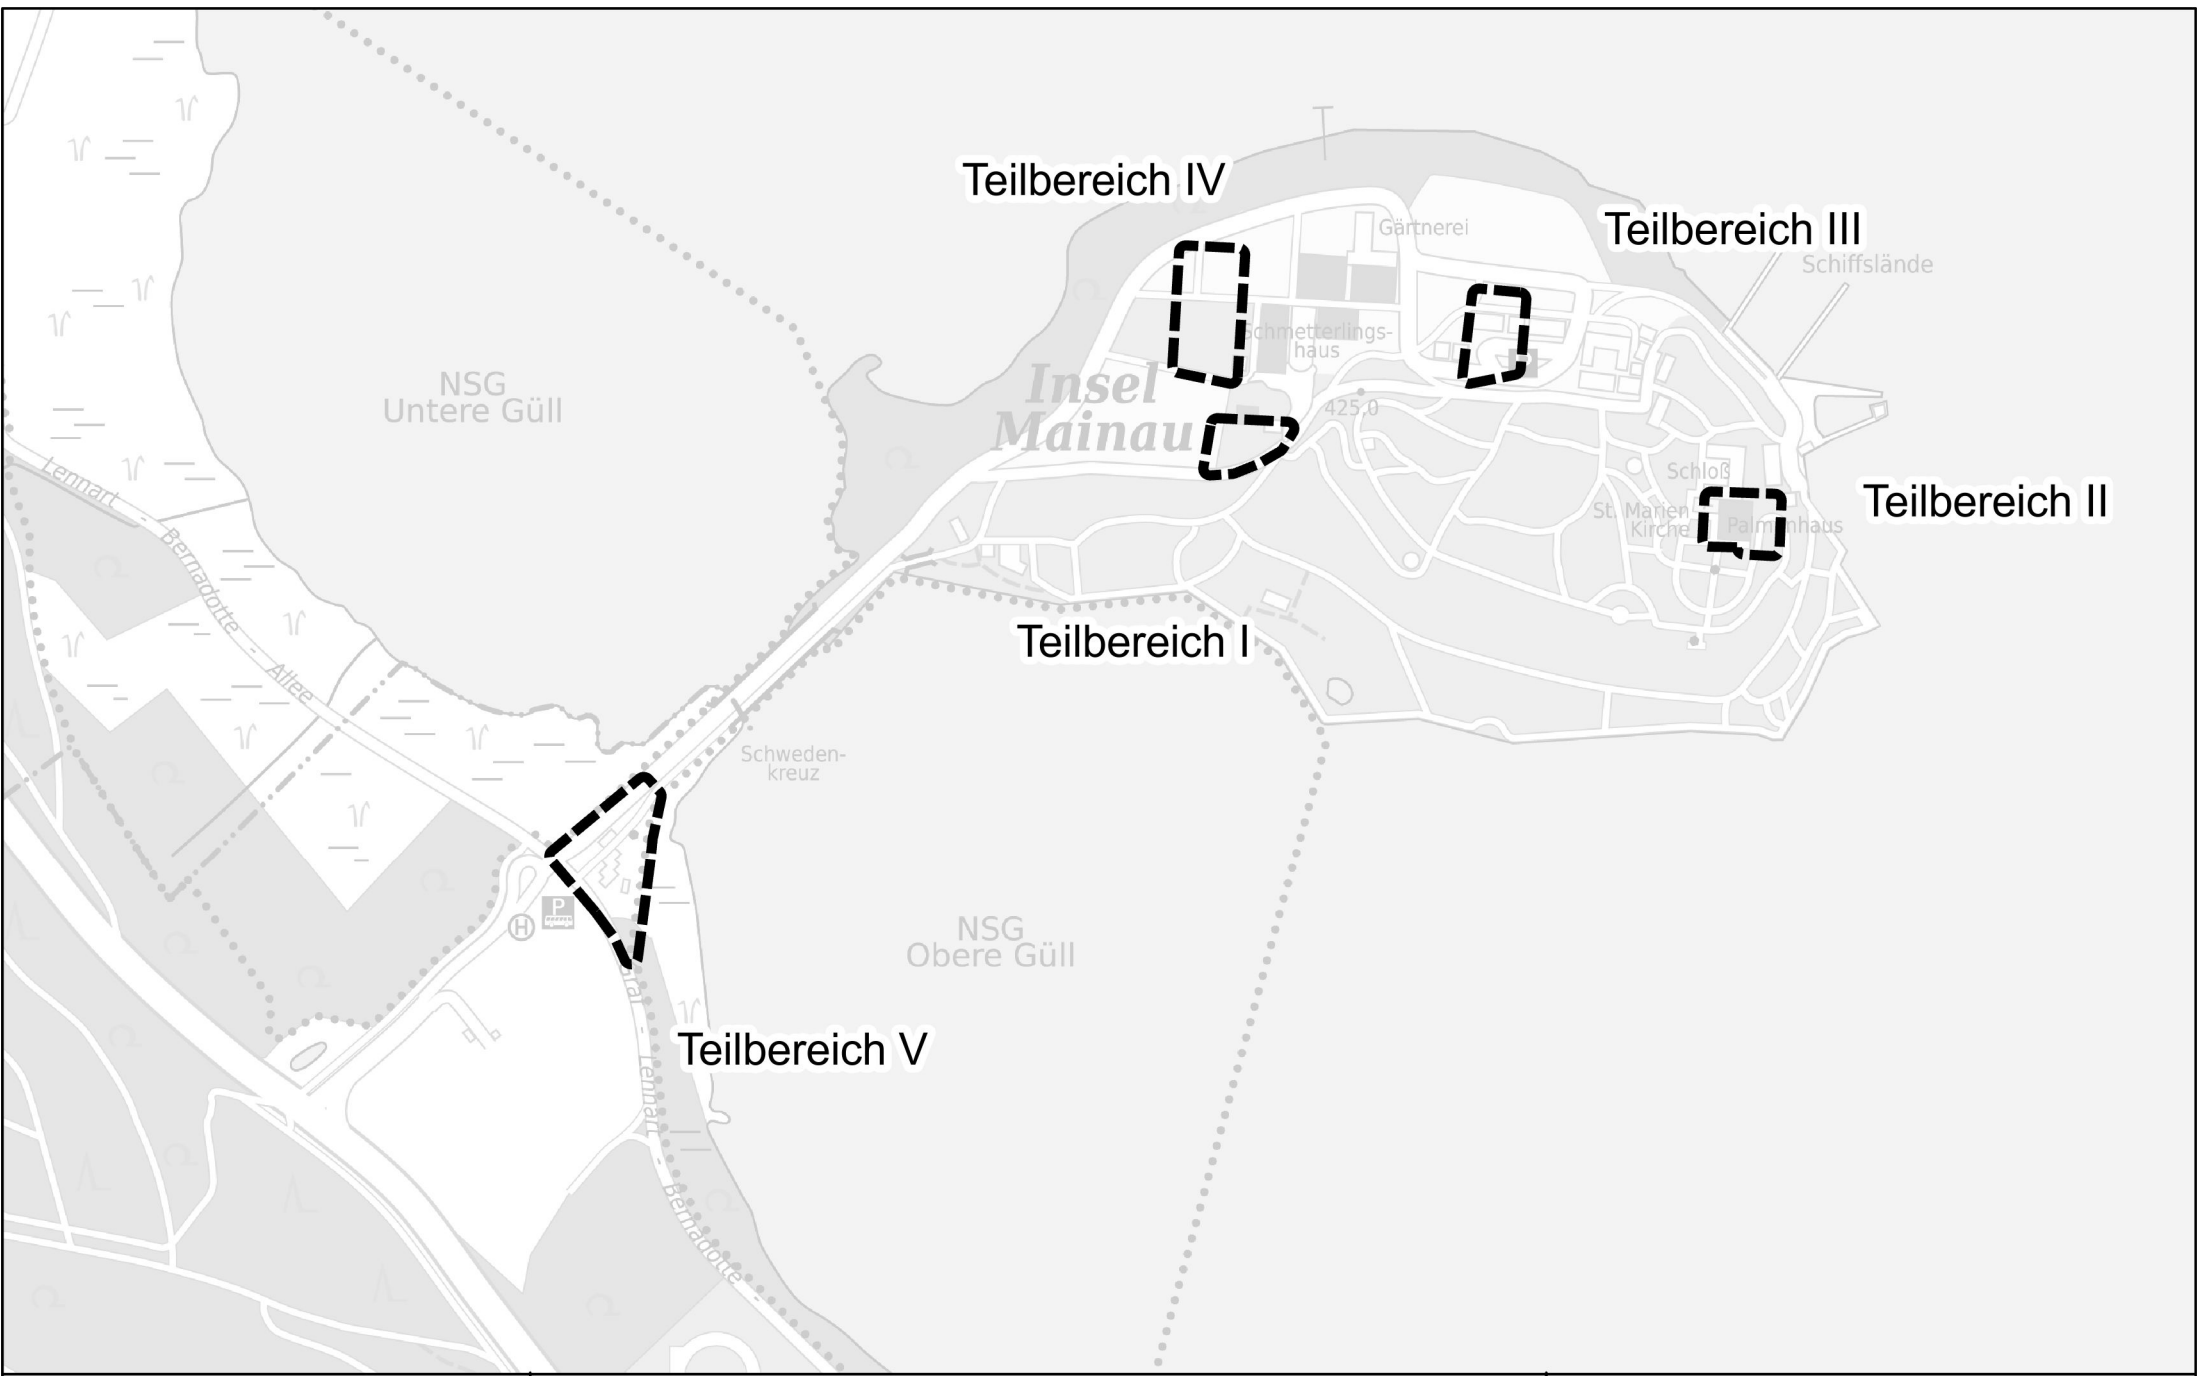 Teilbereich IV
Teilbereich III
Gärtnerei
Schiffslände
Schmetterlings-
haus
Insel
Mainau
425,0
NSG
Untere Güll
Schloß
Teilbereich II
St. Marien
Kirche
Palmenhaus
Lennart - Bernadotte - Allee
Teilbereich I
Schweden-
kreuz
P
H
NSG
Obere Güll
Teilbereich V
Lennart - Bernadotte